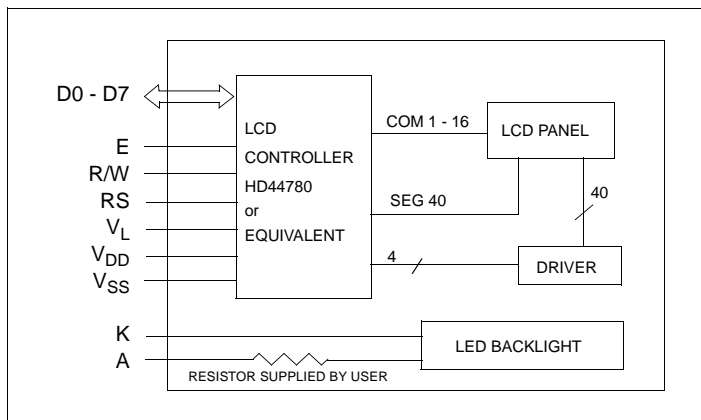 D0 - D7
E
R/W
RS
VL
VDD
VSS
K
A
LCD
CONTROLLER
HD44780
or
EQUIVALENT
COM 1 - 16
LCD PANEL
SEG 40
40
4
DRIVER
LED BACKLIGHT
RESISTOR SUPPLIED BY USER